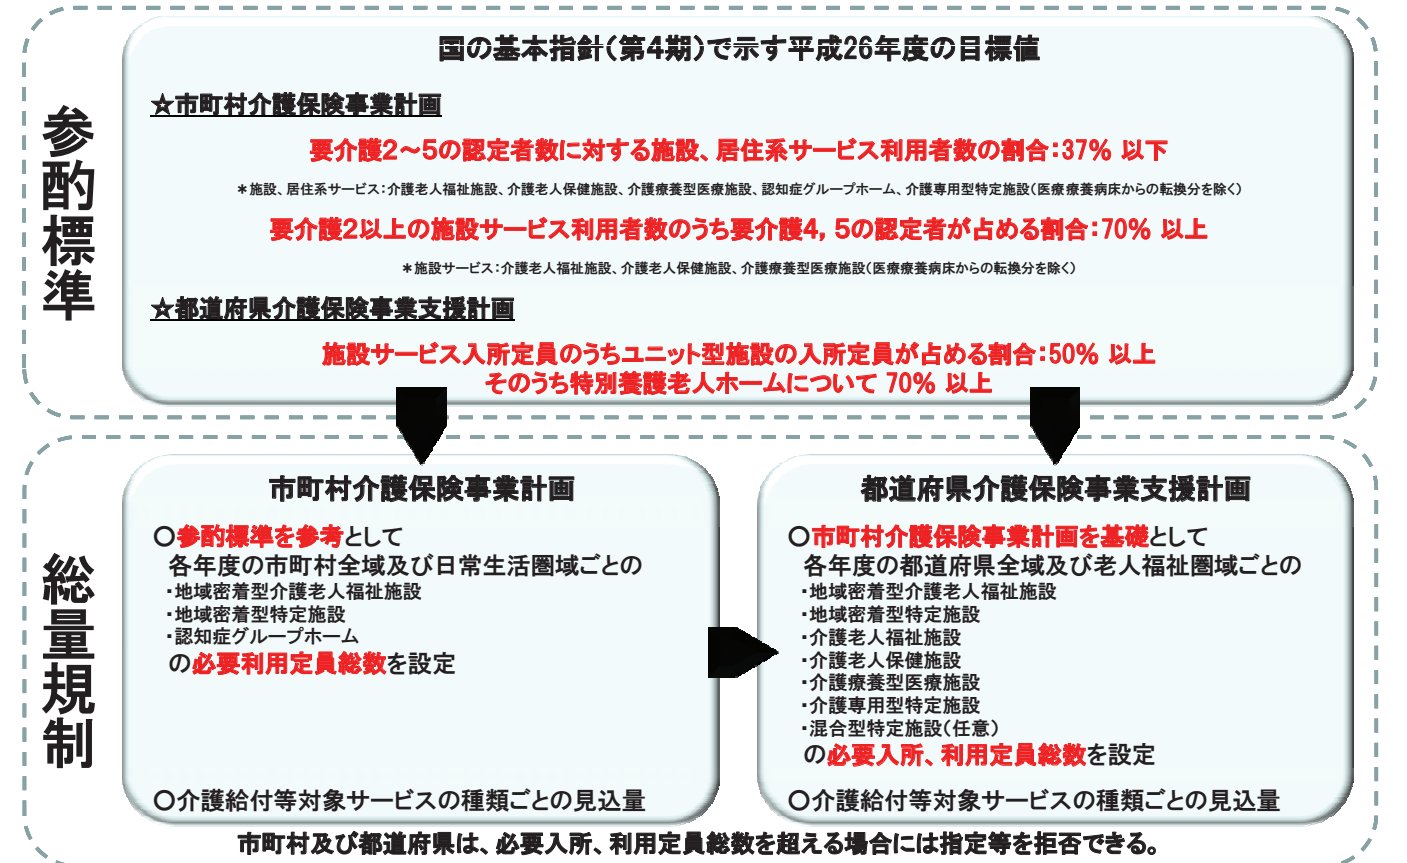 参酌標準
国の基本指針(第4期)で示す平成26年度の目標値
☆市町村介護保険事業計画
要介護2～5の認定者数に対する施設、居住系サービス利用者数の割合:37% 以下
＊施設、居住系サービス:介護老人福祉施設、介護老人保健施設、介護療養型医療施設、認知症グループホーム、介護専用型特定施設(医療療養病床からの転換分を除く)
要介護2以上の施設サービス利用者数のうち要介護4, 5の認定者が占める割合:70% 以上
＊施設サービス:介護老人福祉施設、介護老人保健施設、介護療養型医療施設(医療療養病床からの転換分を除く)
☆都道府県介護保険事業支援計画
施設サービス入所定員のうちユニット型施設の入所定員が占める割合:50% 以上
そのうち特別養護老人ホームについて 70% 以上
総量規制
市町村介護保険事業計画
○参酌標準を参考として
各年度の市町村全域及び日常生活圏域ごとの
・地域密着型介護老人福祉施設
・地域密着型特定施設
・認知症グループホーム
の必要利用定員総数を設定
○介護給付等対象サービスの種類ごとの見込量
都道府県介護保険事業支援計画
○市町村介護保険事業計画を基礎として
各年度の都道府県全域及び老人福祉圏域ごとの
・地域密着型介護老人福祉施設
・地域密着型特定施設
・介護老人福祉施設
・介護老人保健施設
・介護療養型医療施設
・介護専用型特定施設
・混合型特定施設(任意)
の必要入所、利用定員総数を設定
○介護給付等対象サービスの種類ごとの見込量
市町村及び都道府県は、必要入所、利用定員総数を超える場合には指定等を拒否できる。